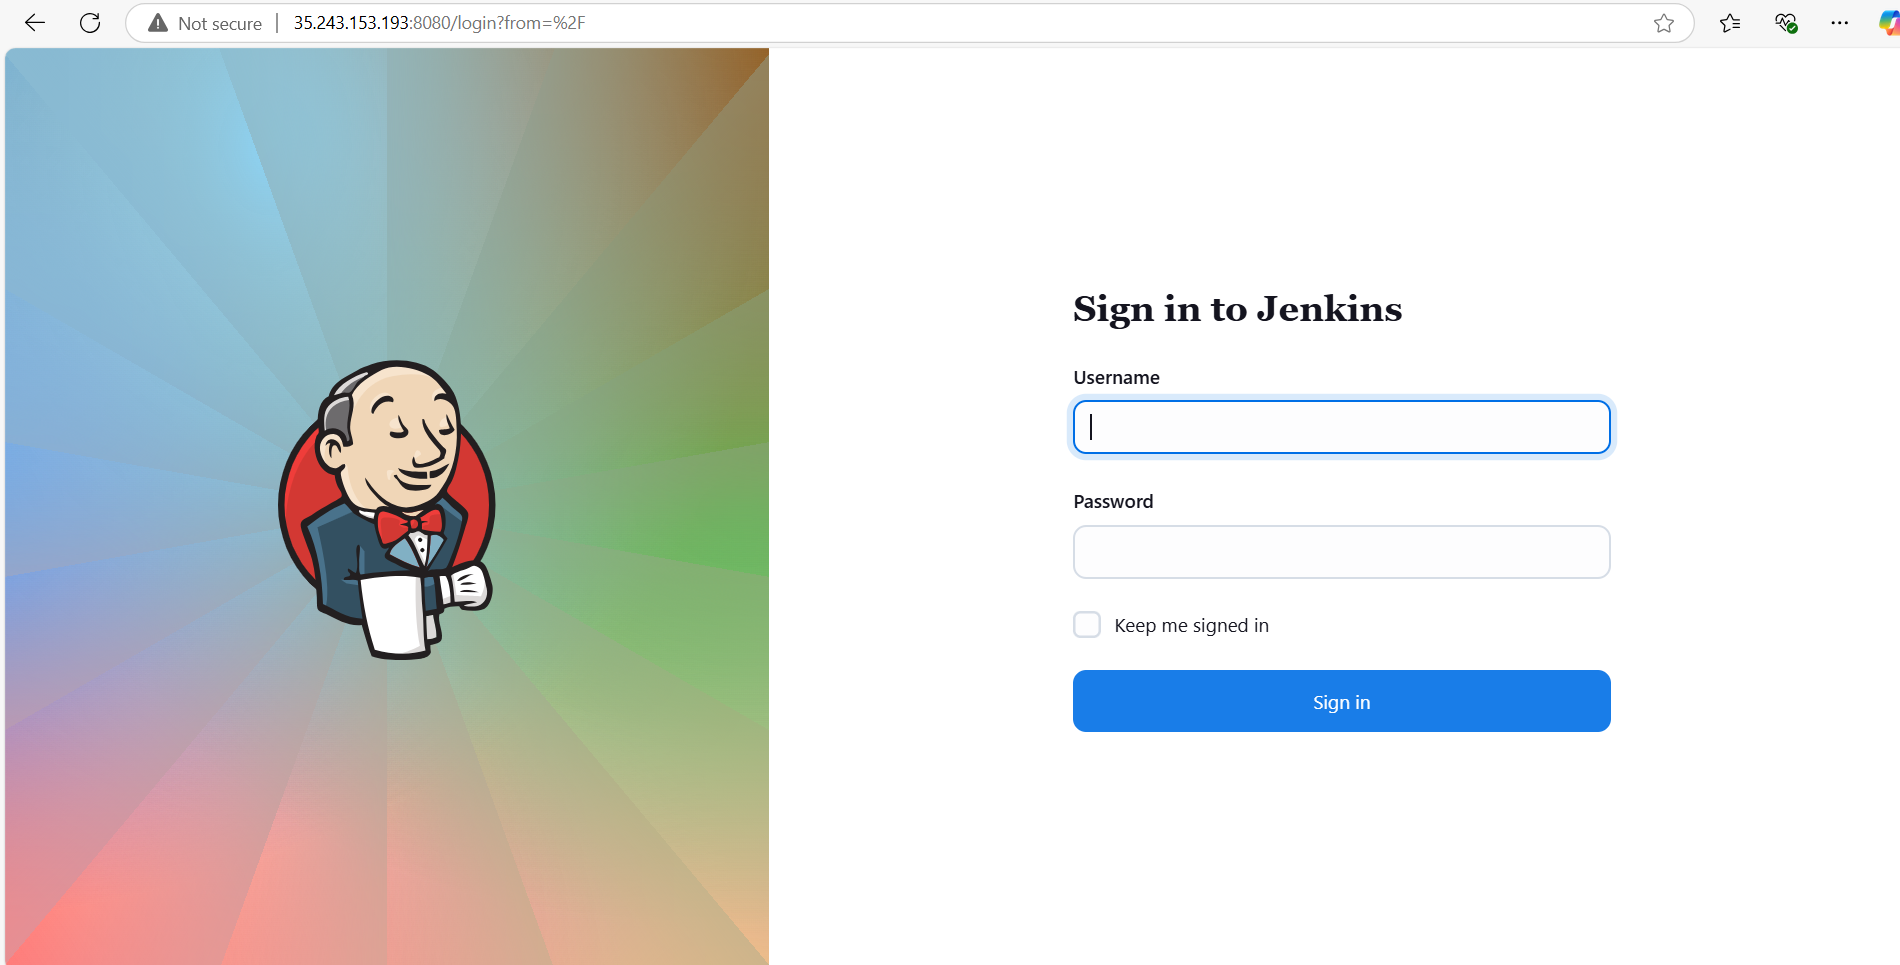 Not secure | 35.243.153.193:8080/login?from=%2F
Sign in to Jenkins
Username
Password
Keep me signed in
Sign in